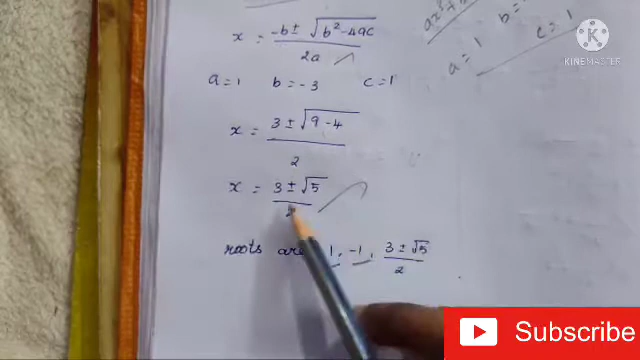 x = -b ± √b² - 4ac / 2a
a = 1 b = -3 c = 1
x = 3 ± √9 - 4 / 2
x = 3 ± √5 / 2
roots are 1, -1, 3 ± √5 / 2
a = 1
c = 1
K
KINEMASTER
Subscribe